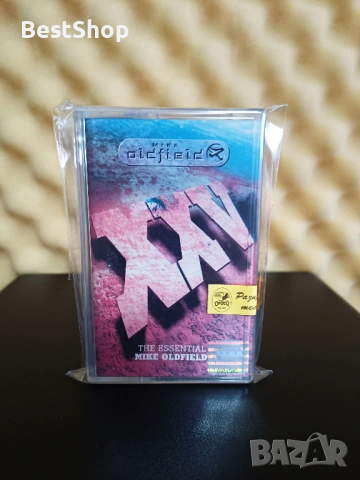 BestShop
MIKE
oldfield
XXV
THE ESSENTIAL
MIKE OLDFIELD
BAZAR